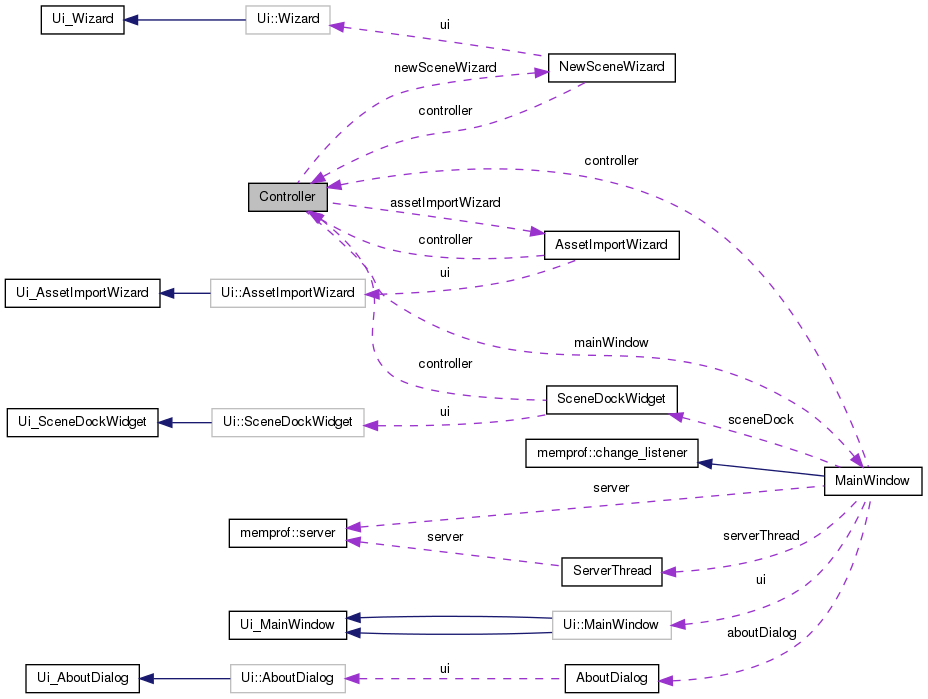 Ui_Wizard
Ui::Wizard
ui
NewSceneWizard
newSceneWizard
controller
controller
Controller
assetImportWizard
controller
AssetImportWizard
ui
Ui_AssetImportWizard
Ui::AssetImportWizard
mainWindow
controller
SceneDockWidget
ui
sceneDock
Ui_SceneDockWidget
Ui::SceneDockWidget
memprof::change_listener
MainWindow
server
memprof::server
server
serverThread
ServerThread
ui
Ui_MainWindow
Ui::MainWindow
aboutDialog
ui
Ui_AboutDialog
Ui::AboutDialog
AboutDialog